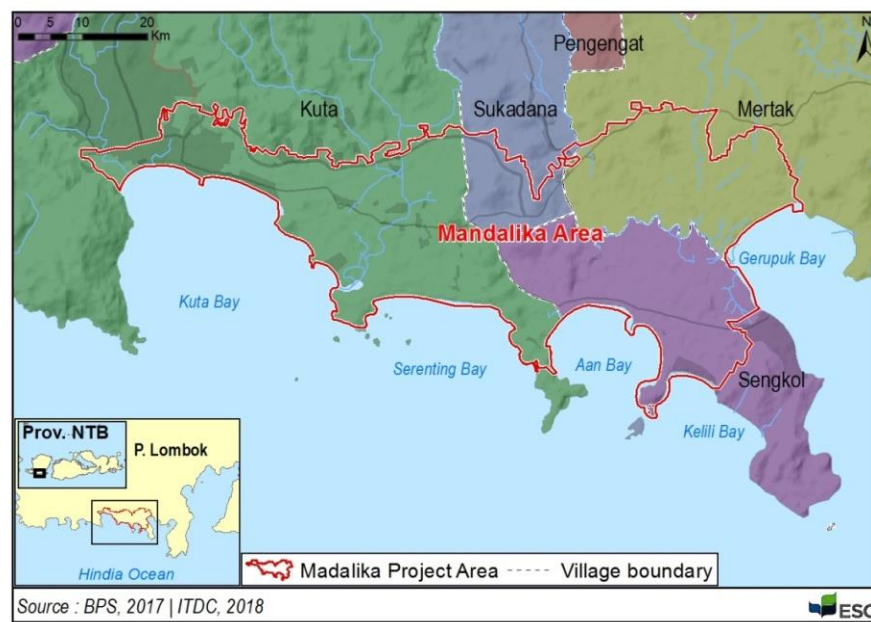 0 5 10 20
Km
N
Pengengat
Kuta
Sukadana
Mertak
Mandalika Area
Gerupuk Bay
Kuta Bay
Serenting Bay
Aan Bay
Sengkol
Kelili Bay
Prov. NTB
P. Lombok
Hindia Ocean
Madalika Project Area
Village boundary
Source : BPS, 2017 | ITDC, 2018
ESC